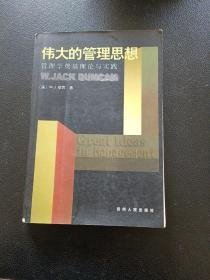 伟大的管理思想
管理学奠基理论与实践
W.JACK DUNCAN
(美) W·J·邓肯 著
Great Ideas
in Management
贵州人民出版社